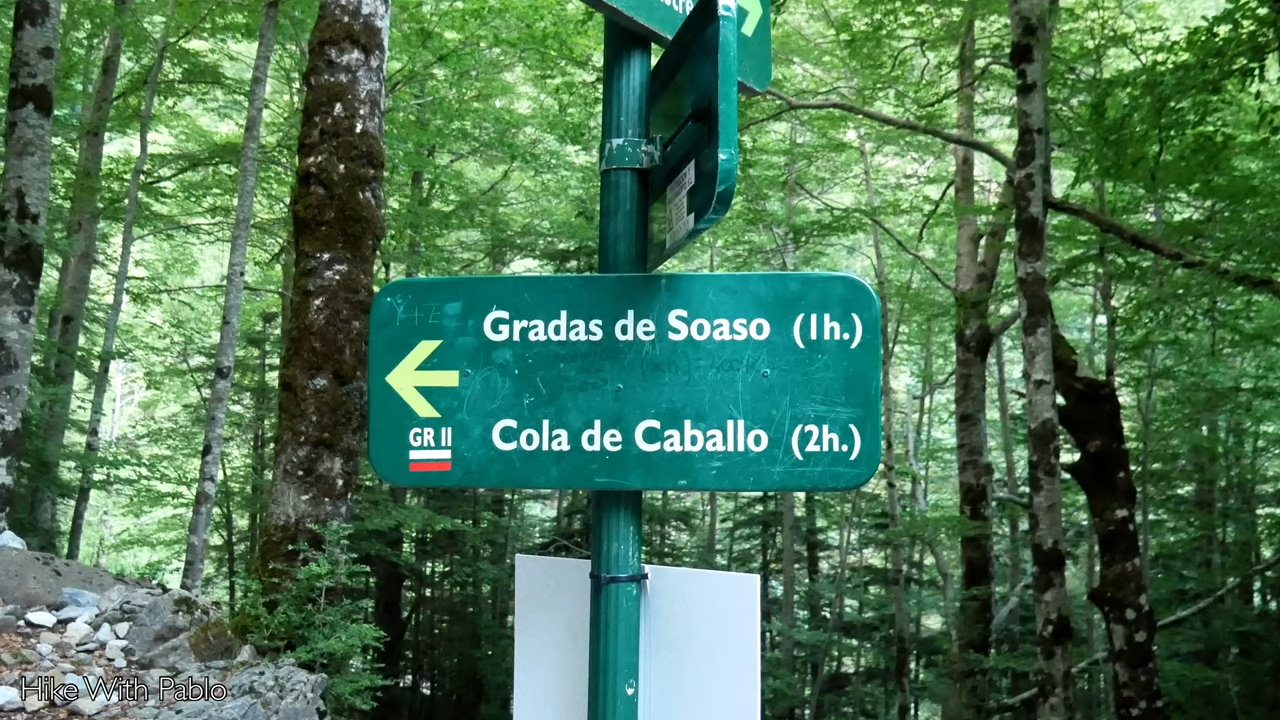 Gradas de Soaso (1h.)
Cola de Caballo (2h.)
GR 11
Hike With Pablo